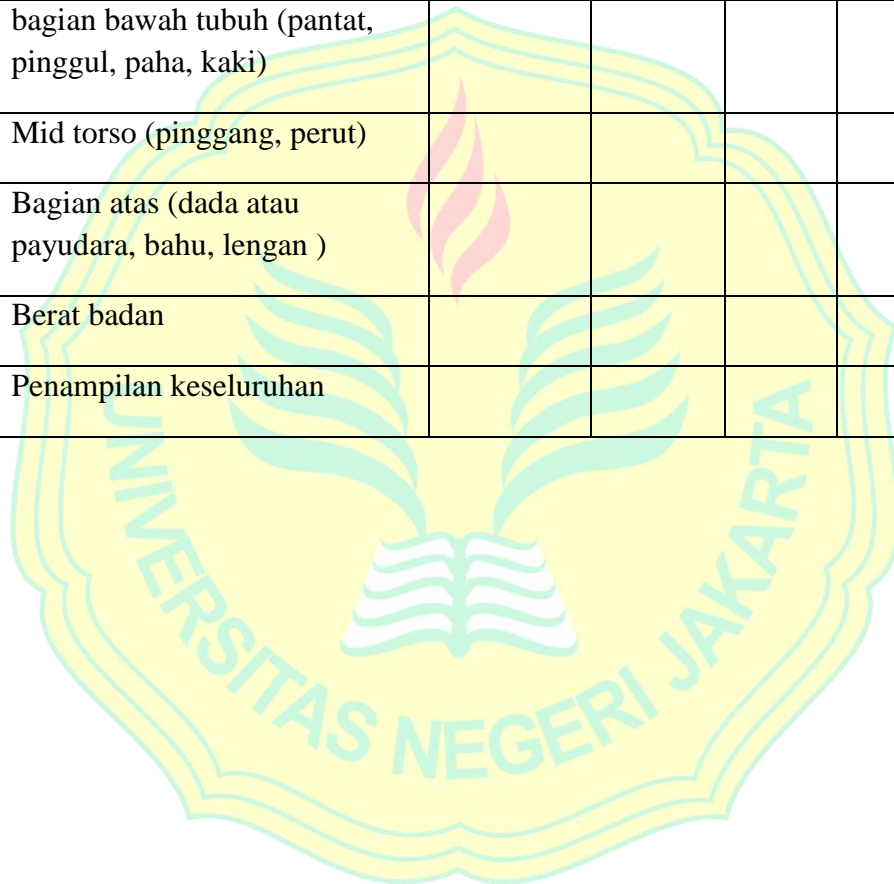 bagian bawah tubuh (pantat,
pinggul, paha, kaki)
Mid torso (pinggang, perut)
Bagian atas (dada atau
payudara, bahu, lengan )
Berat badan
Penampilan keseluruhan
UNIVERSITAS NEGERI JAKARTA